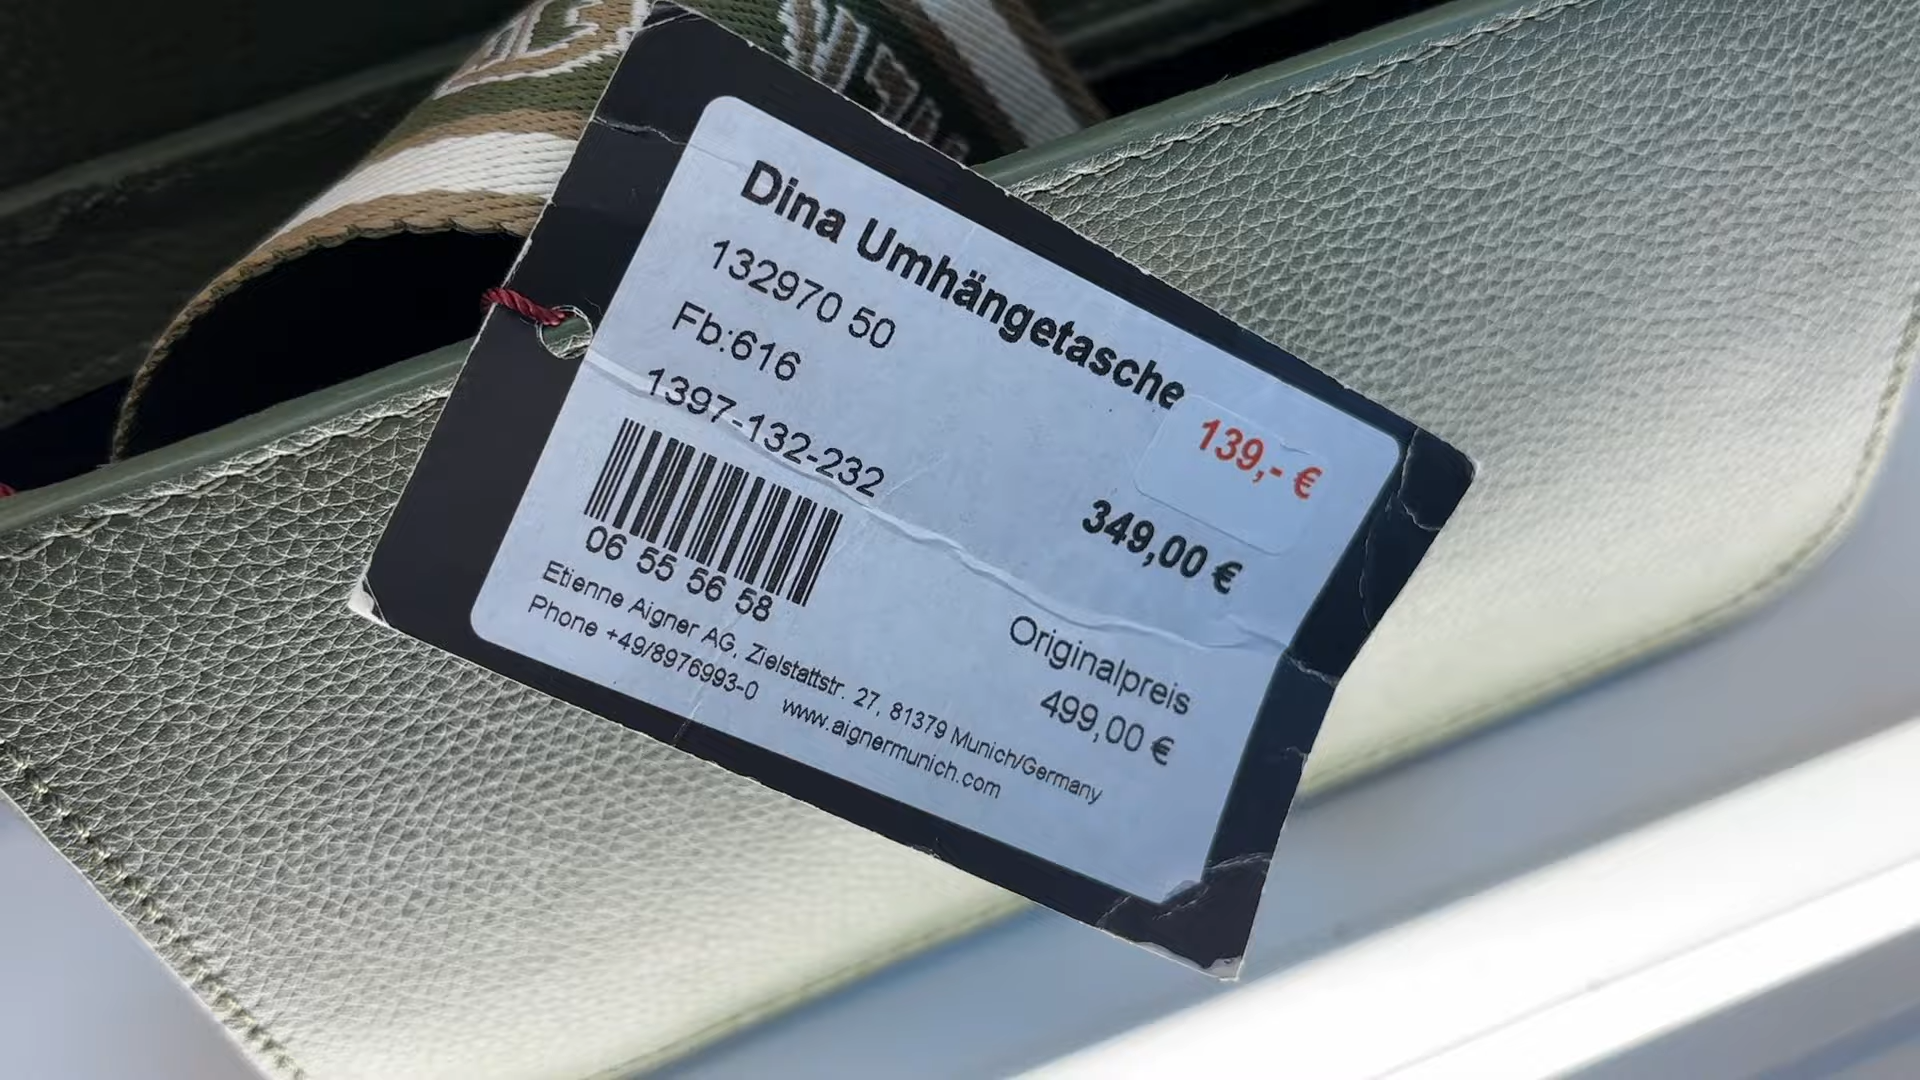 Dina Umhängetasche
132970 50
Fb:616
1397-132-232
139,- €
349,00 €
06 55 56 58
Originalpreis
499,00 €
Etienne Aigner AG, Zielstattstr. 27, 81379 Munich/Germany
Phone +49/8976993-0 www.aignermunich.com